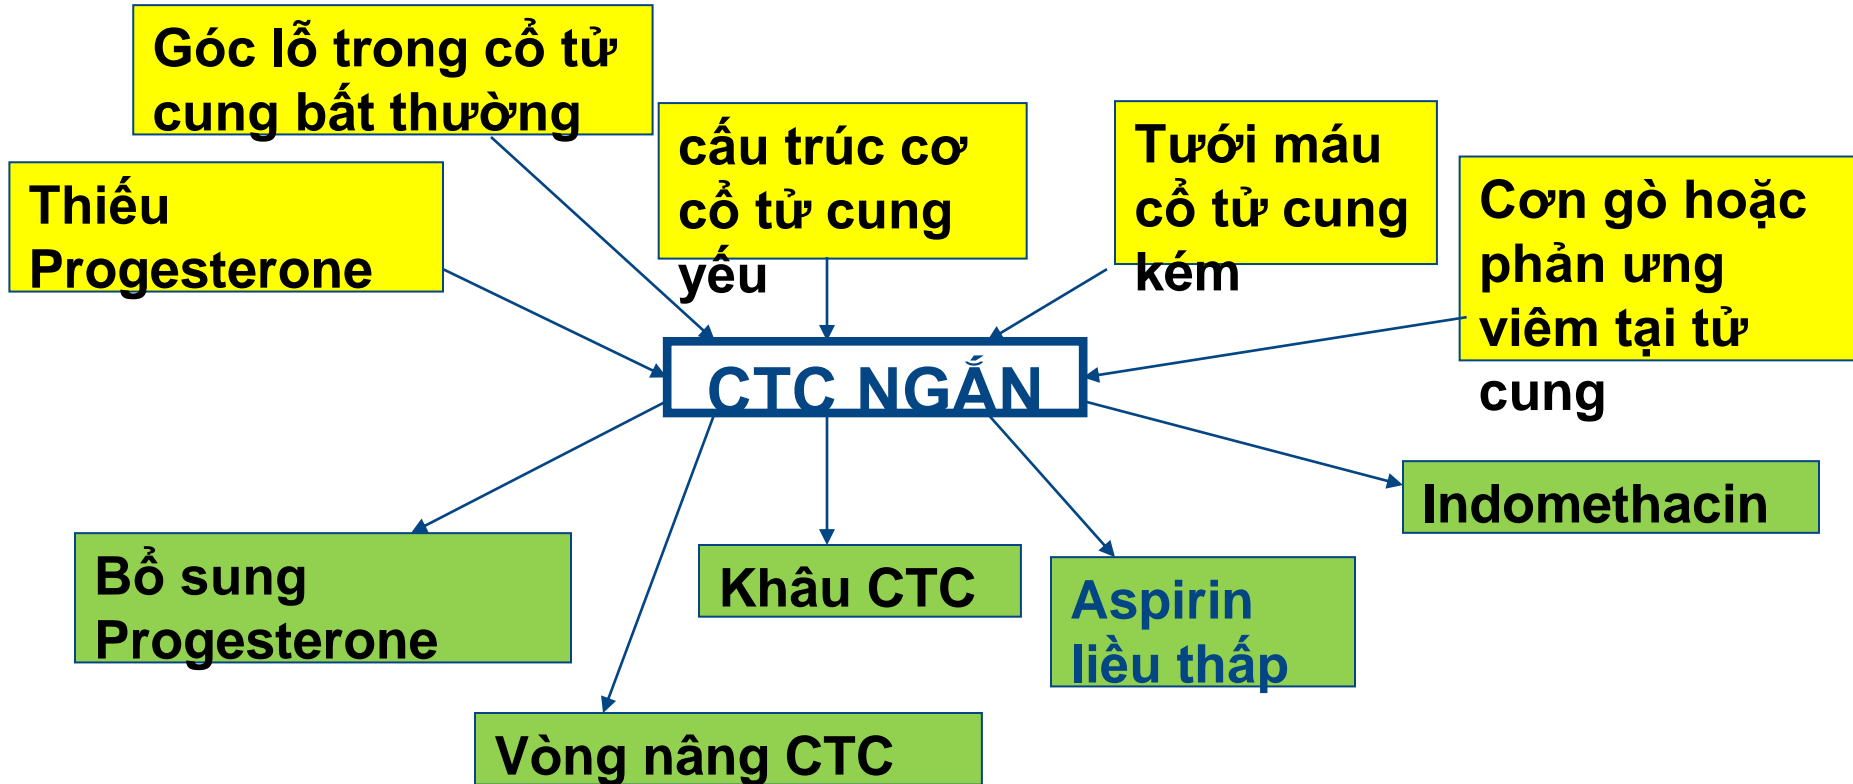 Góc lỗ trong cổ tử
cung bất thường
cấu trúc cơ
cổ tử cung
yếu
Tưới máu
cổ tử cung
kém
Thiếu
Progesterone
Cơn gò hoặc
phản ưng
viêm tại tử
cung
CTC NGẮN
Indomethacin
Bổ sung
Progesterone
Khâu CTC
Aspirin
liều thấp
Vòng nâng CTC